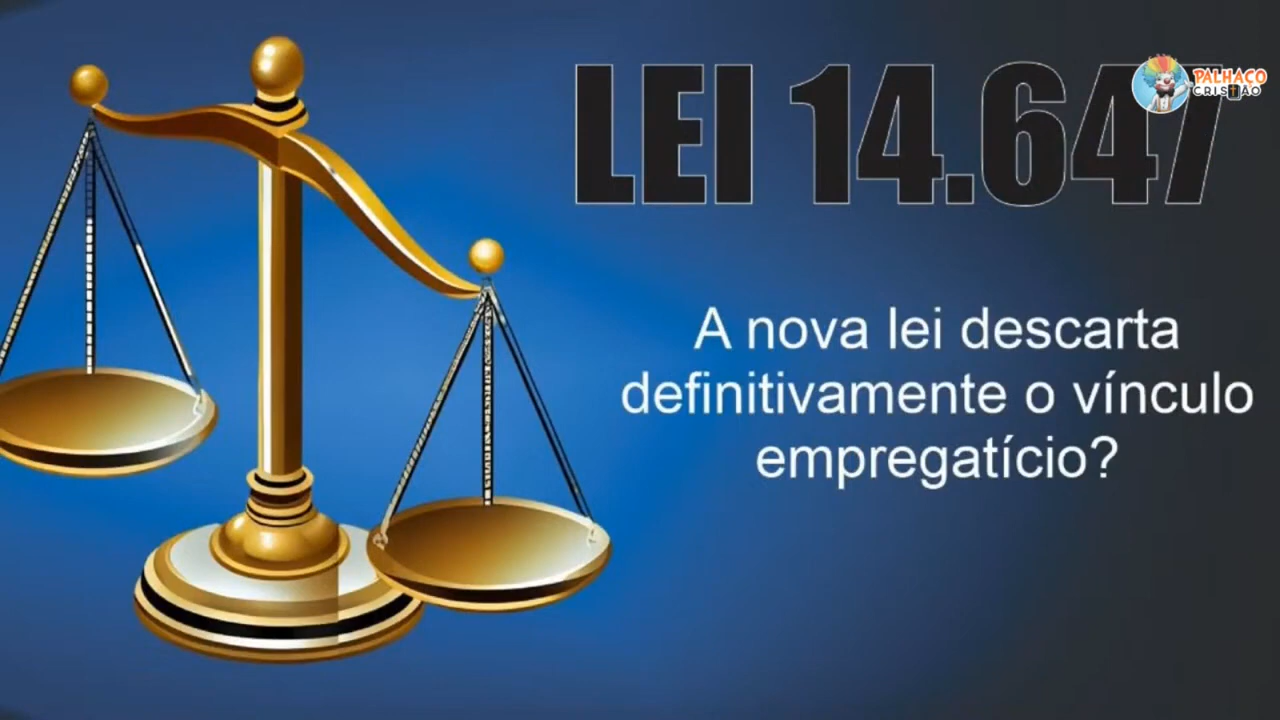 LEI 14.647
PALHAÇO
CRISTÃO
A nova lei descarta
definitivamente o vínculo
empregatício?